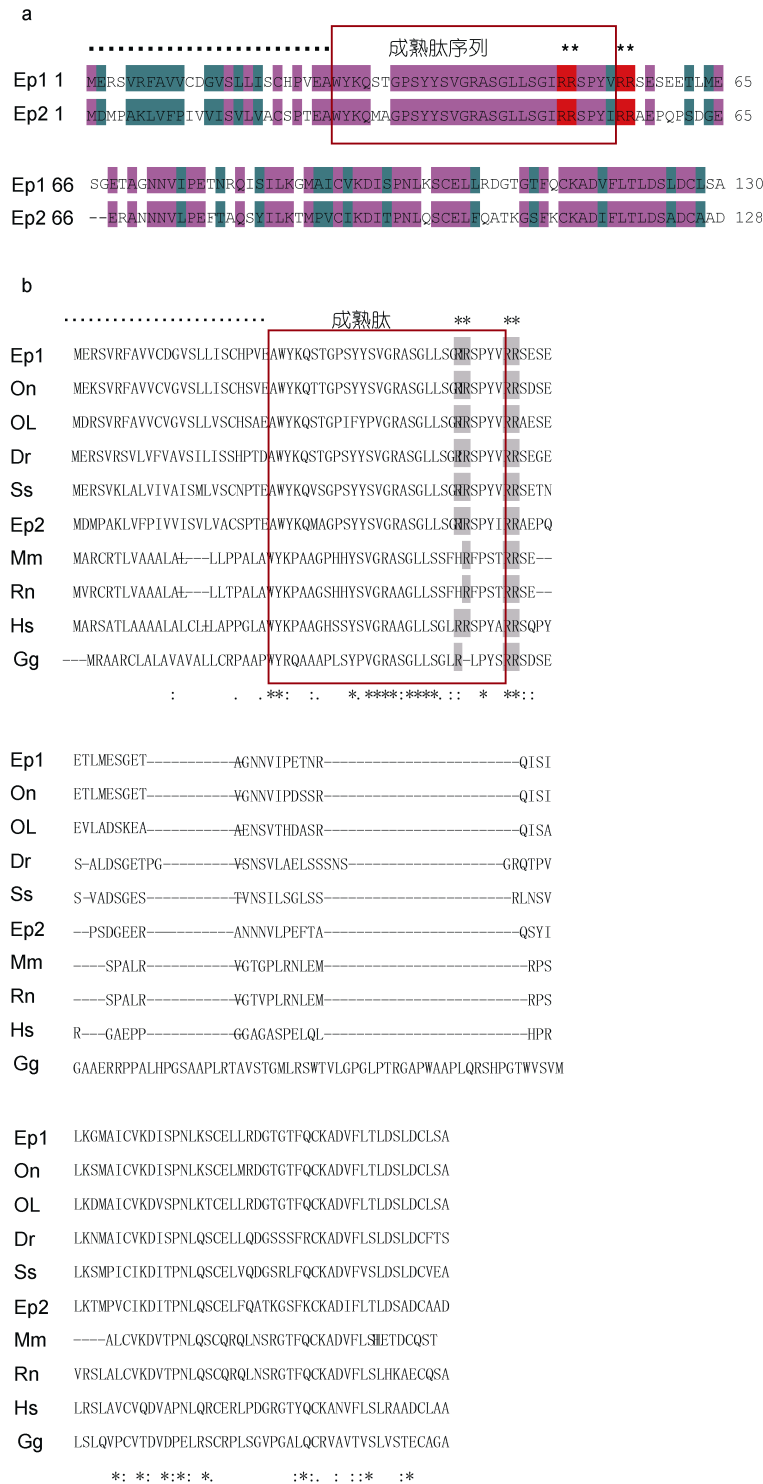 a
成熟肽序列 ** **
Ep1 1 MERSVRFAVVCDGVSLLISCHPVEAWYKQSTGPSYYSVGRASGLLSGIRRSPYVRRSESEETLME 65
Ep2 1 MDMPAKLVFPIVVISVLVACSPTEAWYKQMAGPSYYSVGRASGLLSGIRRSPYIRRAEPQPSDGE 65
Ep1 66 SGETAGNNVIPETNRQISILKGMAICVKDISPNLKSCELLRDGTGTFQCKADVFLTLDSLDCLSA 130
Ep2 66 --ERANNNVLPEFTAQSYILKTMPVCIKDITPNLQSCELFQATKGSFKCKADIFLTLDSADCAAD 128
b
成熟肽 ** **
Ep1 MERSVRFAVVCDGVSLLISCHPVEAWYKQSTGPSYYSVGRASGLLSGIRRSPYVRRSESE
On MEKSVRFAVVCVGVSLLISCHSVEAWYKQTTGPSYYSVGRASGLLSGIRRSPYVRRSDSE
OL MDRSVRFAVVCVGVSLLVSCHSAEAWYKQSTGPIFYPVGRASGLLSGIRRSPYVRRAESE
Dr MERSVRSVLVFVAVSILISSHPTDAWYKQSTGPSYYSVGRASGLLSGIRRSPYVRRSEGE
Ss MERSVKLALVIVAISMLVSCNPTEAWYKQVSGPSYYSVGRASGLLSGIRRSPYVRRSETN
Ep2 MDMPAKLVFPIVVISVLVACSPTEAWYKQMAGPSYYSVGRASGLLSGIRRSPYIRRAEPQ
Mm MARCRTLVAAALAL---LLPPALAWYKPAAGPHHYSVGRASGLLSSFHRFPSTRRSE--
Rn MVRCRTLVAAALAL---LLTPALAWYKPAAGSHHYSVGRAAGLLSSFHRFPSTRRSE--
Hs MARSATLAAAALALCLL-LAPPGLAWYKPAAGHSSYSVGRAAGLLSGLRRSPYARRSQPY
Gg ---MRAARCLALAVAVALLCRPAAPWYRQAAAPLSYPVGRASGLLSGLR-LPYSRRSDSE
: . . **: :. *. ****:****. :: * **::
Ep1 ETLMESGET------------AGNNVIPETNR-------------------------QISI
On ETLMESGET------------VGNNVIPDSSR-------------------------QISI
OL EVLADSKEA------------AENSVTHDASR-------------------------QISA
Dr S-ALDSGETPG----------VSNSVLAELSSSNS--------------------GRQTPV
Ss S-VADSGES------------TVNSILSGLSS------------------------RLNSV
Ep2 --PSDGEER------------ANNNVLPEFTA-------------------------QSYI
Mm ----SPALR------------VGTGPLRNLEM--------------------------RPS
Rn ----SPALR------------VGTVPLRNLEM--------------------------RPS
Hs R---GAEPP------------GGAGASPELQL--------------------------HPR
Gg GAAERRPPALHPGSAAPLRTAVSTGMLRSWTVLGPGLPTRGAPWAAPLQRSHPGTWVSVM
Ep1 LKGMAICVKDISPNLKSCELLRDGTGTFQCKADVFLTLDSLDCLSA
On LKSMAICVKDISPNLKSCELMRDGTGTFQCKADVFLTLDSLDCLSA
OL LKDMAICVKDVSPNLKTCELLRDGTGTFQCKADVFLTLDSLDCLSA
Dr LKNMAICVKDISPNLQSCELLQDGSSSFRCKADVFLSLDSLDCFTS
Ss LKSMPICIKDITPNLQSCELVQDGSRLFQCKADVFVSLDSLDCVEA
Ep2 LKTMPVCIKDITPNLQSCELFQATKGSFKCKADIFLTLDSADCAAD
Mm ----ALCVKDVTPNLQSCQRQLNSRGTFQCKADVFLSHETDCQST
Rn VRSLALCVKDVTPNLQSCQRQLNSRGTFQCKADVFLSLHKAECQSA
Hs LRSLAVCVQDVAPNLQRCERLPDGRGTYQCKANVFLSLRAADCLAA
Gg LSLQVPCVTDVDPELRSCRPLSGVPGALQCRVAVTVSLVSTECAGA
*: *: *:*: *. :*:. : ::* :*